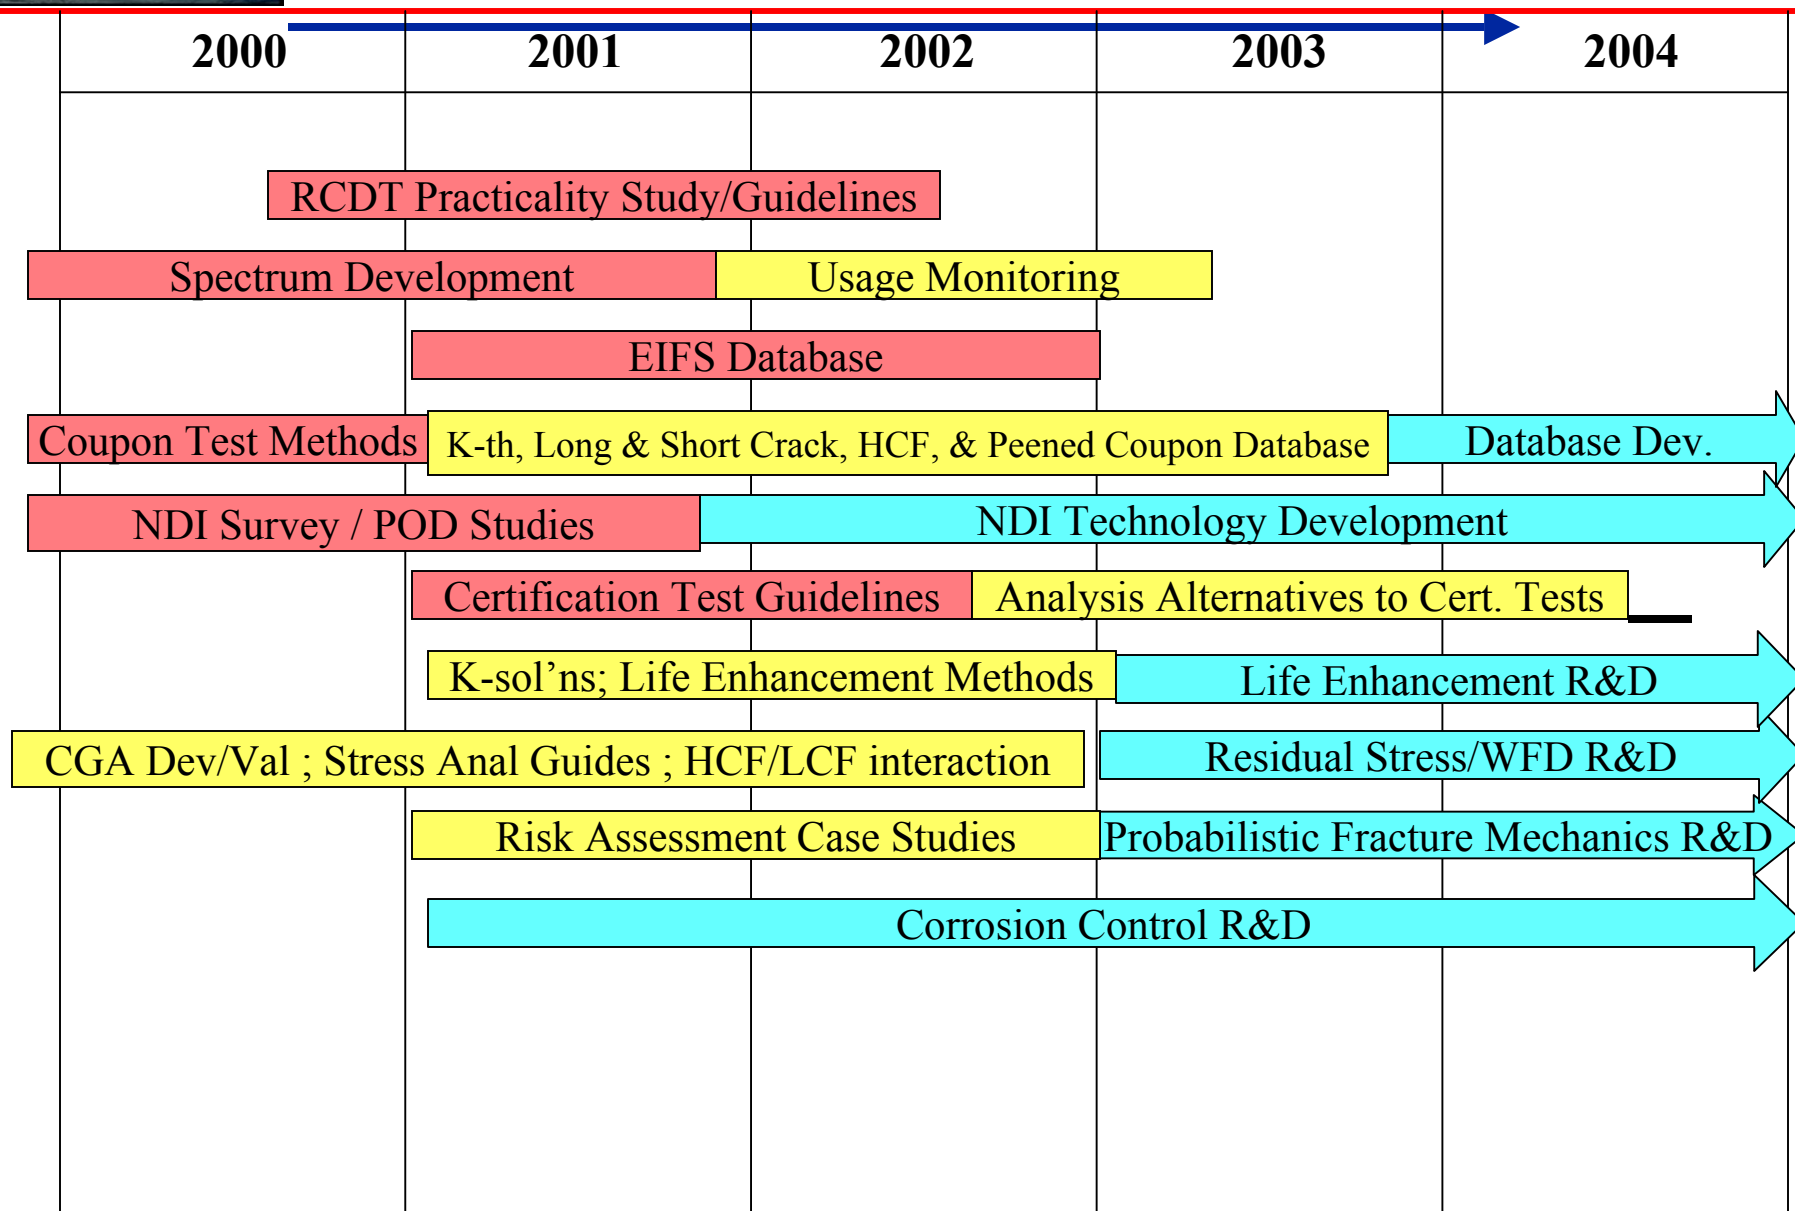 2000 2001 2002 2003 2004
RCDT Practicality Study/Guidelines
Spectrum Development Usage Monitoring
EIFS Database
Coupon Test Methods K-th, Long & Short Crack, HCF, & Peened Coupon Database Database Dev.
NDI Survey / POD Studies NDI Technology Development
Certification Test Guidelines Analysis Alternatives to Cert. Tests
K-sol’ns; Life Enhancement Methods Life Enhancement R&D
CGA Dev/Val ; Stress Anal Guides ; HCF/LCF interaction Residual Stress/WFD R&D
Risk Assessment Case Studies Probabilistic Fracture Mechanics R&D
Corrosion Control R&D